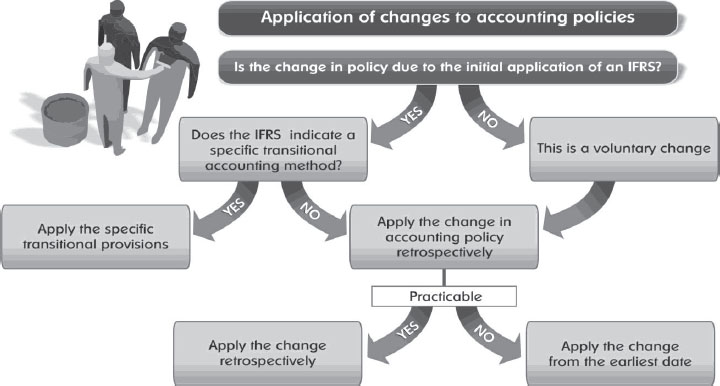 Application of changes to accounting policies
Is the change in policy due to the initial application of an IFRS?
YES
NO
Does the IFRS indicate a
specific transitional
accounting method?
This is a voluntary change
YES
NO
Apply the specific
transitional provisions
Apply the change in
accounting policy
retrospectively
Practicable
YES
NO
Apply the change
retrospectively
Apply the change
from the earliest date